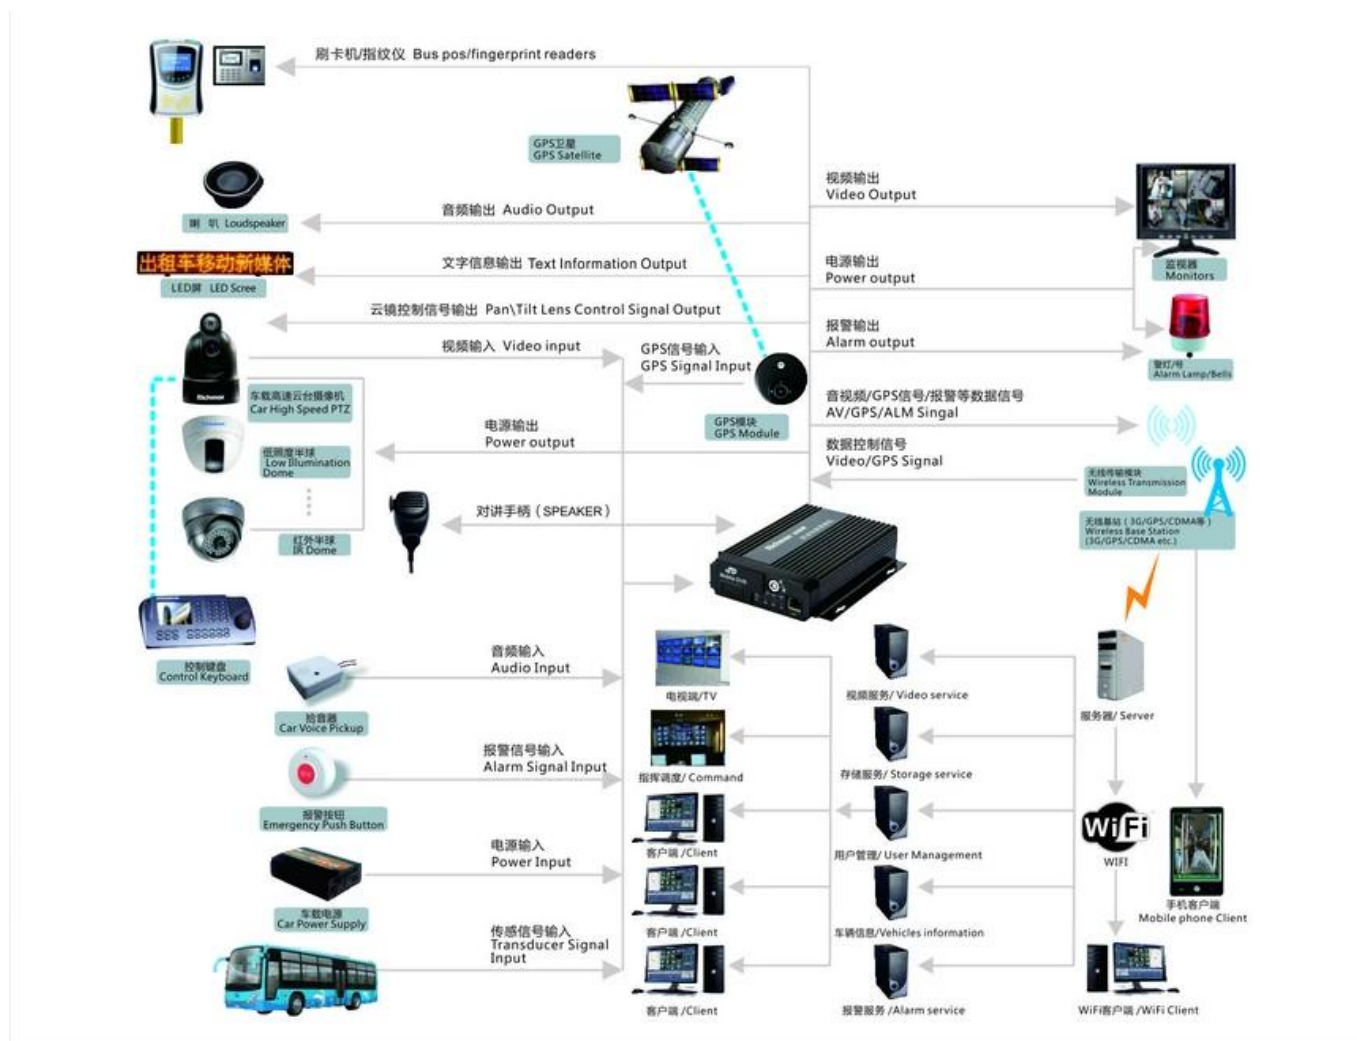 刷卡机/指纹仪 Bus pos/fingerprint readers
GPS卫星
GPS Satellite
喇 叭 Loudspeaker
音频输出 Audio Output
视频输出
Video Output
出租车移动新媒体
LED屏 LED Scree
文字信息输出 Text Information Output
电源输出
Power output
监视器
Monitors
云镜控制信号输出 Pan\Tilt Lens Control Signal Output
报警输出
Alarm output
视频输入 Video input
GPS信号输入
GPS Signal Input
警灯/号
Alarm Lamp/Bells
Richmor
车载高速云台摄像机
Car High Speed PTZ
音视频/GPS信号/报警等数据信号
AV/GPS/ALM Singal
GPS模块
GPS Module
电源输出
Power output
数据控制信号
Video/GPS Signal
低照度半球
Low Illumination
Dome
无线传输模块
Wireless Transmission
Module
对讲手柄（SPEAKER）
无线基站（3G/GPS/CDMA等）
Wireless Base Station
(3G/GPS/CDMA etc.)
红外半球
IR Dome
Mobile DVR
控制键盘
Control Keyboard
音频输入
Audio Input
拾音器
Car Voice Pickup
电视端/TV
视频服务/ Video service
服务器/ Server
报警信号输入
Alarm Signal Input
指挥调度/ Command
存储服务/ Storage service
报警按钮
Emergency Push Button
电源输入
Power Input
客户端 /Client
用户管理/ User Management
WiFi
WIFI
车载电源
Car Power Supply
手机客户端
Mobile phone Client
传感信号输入
Transducer Signal
Input
客户端 /Client
车辆信息/Vehicles information
客户端 /Client
报警服务 /Alarm service
WiFi客户端 /WiFi Client